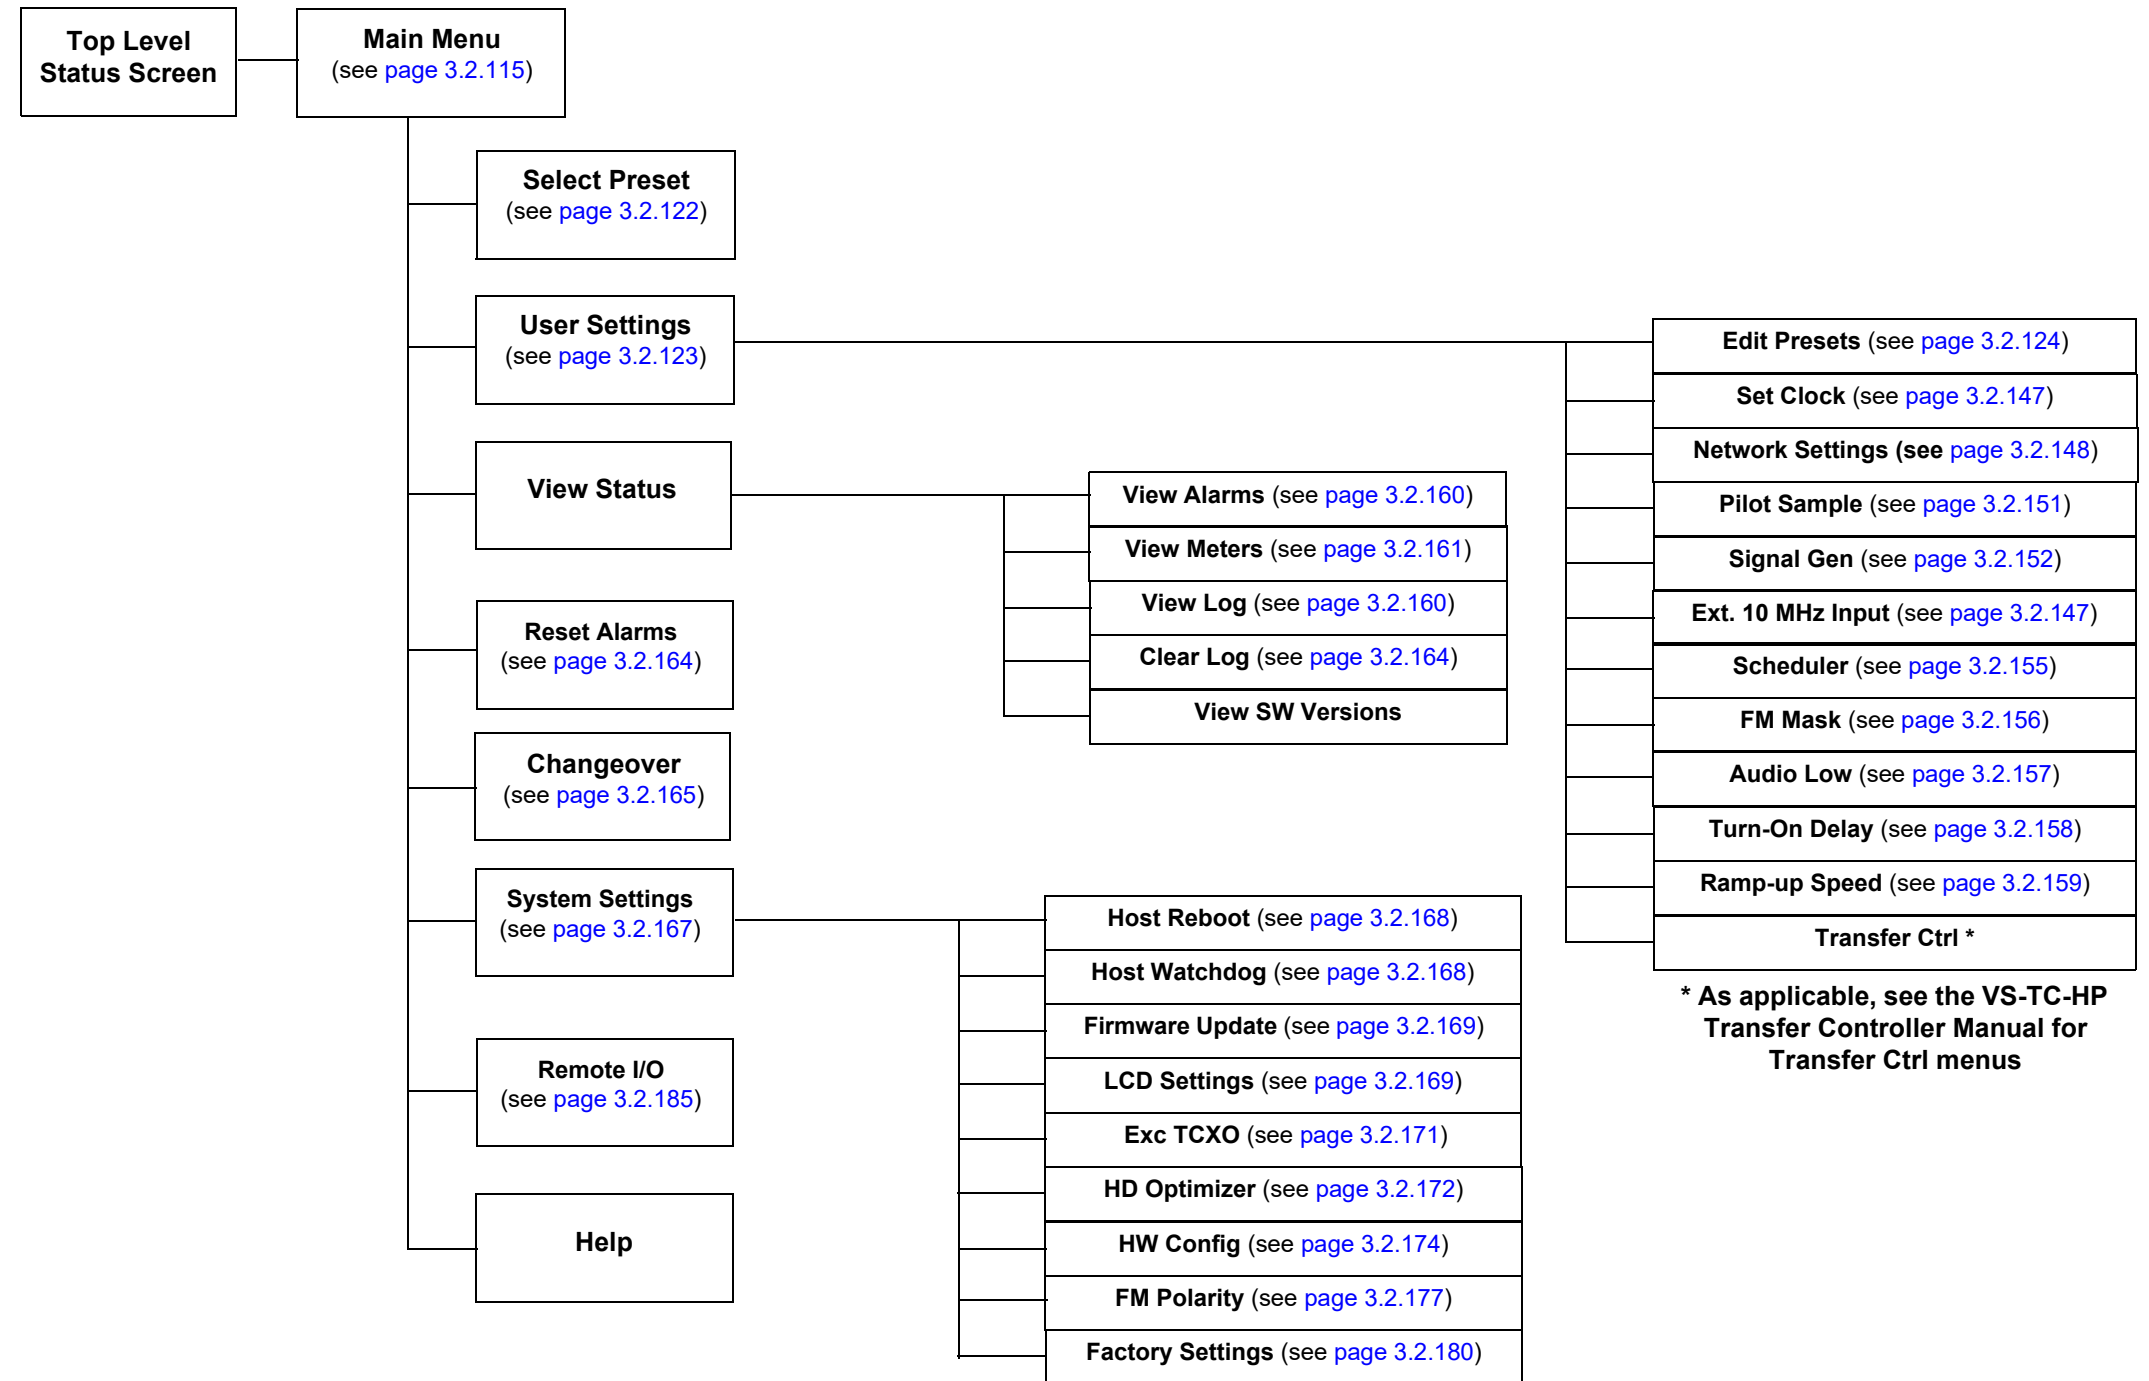 Top Level
Status Screen
Main Menu
(see page 3.2.115)
Select Preset
(see page 3.2.122)
User Settings
(see page 3.2.123)
View Status
Reset Alarms
(see page 3.2.164)
Changeover
(see page 3.2.165)
System Settings
(see page 3.2.167)
Remote I/O
(see page 3.2.185)
Help
View Alarms (see page 3.2.160)
View Meters (see page 3.2.161)
View Log (see page 3.2.160)
Clear Log (see page 3.2.164)
View SW Versions
Host Reboot (see page 3.2.168)
Host Watchdog (see page 3.2.168)
Firmware Update (see page 3.2.169)
LCD Settings (see page 3.2.169)
Exc TCXO (see page 3.2.171)
HD Optimizer (see page 3.2.172)
HW Config (see page 3.2.174)
FM Polarity (see page 3.2.177)
Factory Settings (see page 3.2.180)
Edit Presets (see page 3.2.124)
Set Clock (see page 3.2.147)
Network Settings (see page 3.2.148)
Pilot Sample (see page 3.2.151)
Signal Gen (see page 3.2.152)
Ext. 10 MHz Input (see page 3.2.147)
Scheduler (see page 3.2.155)
FM Mask (see page 3.2.156)
Audio Low (see page 3.2.157)
Turn-On Delay (see page 3.2.158)
Ramp-up Speed (see page 3.2.159)
Transfer Ctrl *
* As applicable, see the VS-TC-HP
Transfer Controller Manual for
Transfer Ctrl menus